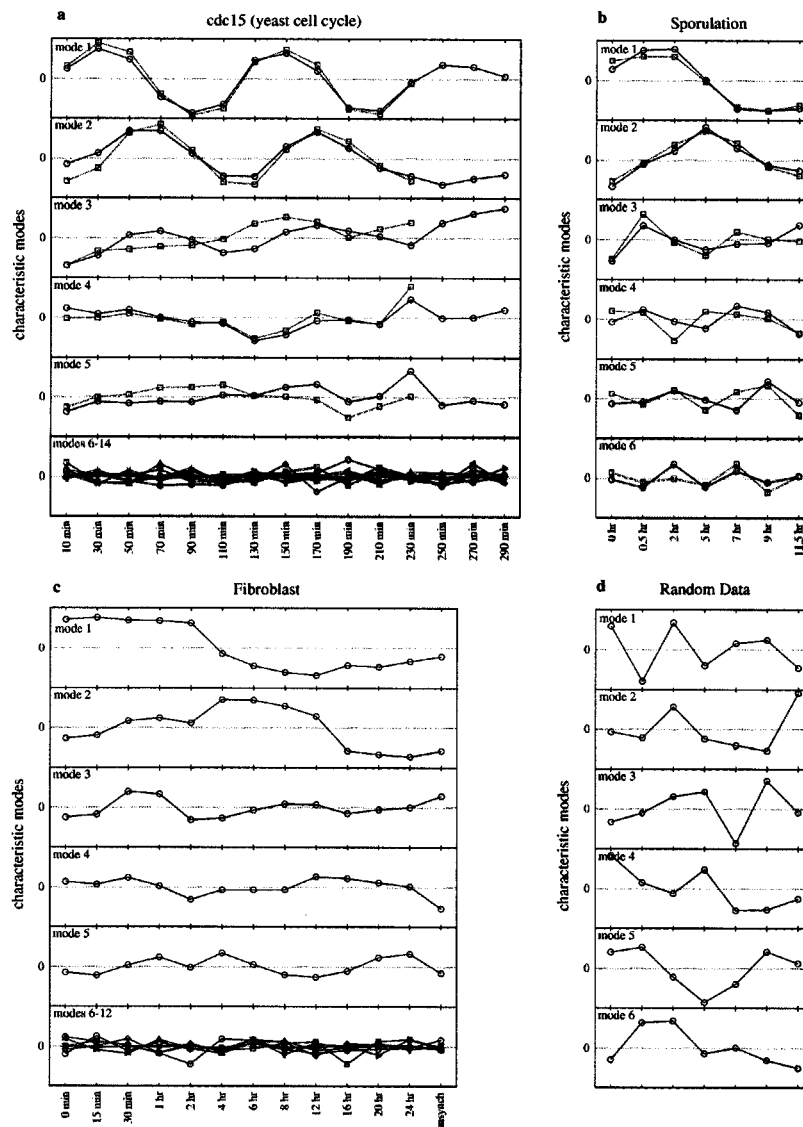 a
cdc15 (yeast cell cycle)
mode 1
0
mode 2
0
mode 3
0
mode 4
0
mode 5
0
modes 6-14
0
characteristic modes
10 min
30 min
50 min
70 min
90 min
110 min
130 min
150 min
170 min
190 min
210 min
230 min
250 min
270 min
290 min
b
Sporulation
mode 1
0
mode 2
0
mode 3
0
mode 4
0
mode 5
0
mode 6
0
characteristic modes
0 hr
0.5 hr
2 hr
5 hr
7 hr
9 hr
11.5 hr
c
Fibroblast
mode 1
0
mode 2
0
mode 3
0
mode 4
0
mode 5
0
modes 6-12
0
characteristic modes
0 min
15 min
30 min
1 hr
2 hr
4 hr
6 hr
8 hr
12 hr
16 hr
20 hr
24 hr
unsynch
d
Random Data
mode 1
0
mode 2
0
mode 3
0
mode 4
0
mode 5
0
mode 6
0
characteristic modes